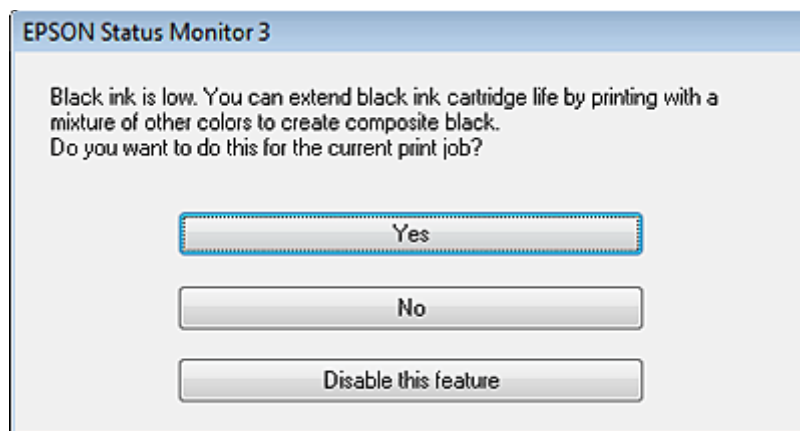 EPSON Status Monitor 3
Black ink is low. You can extend black ink cartridge life by printing with a
mixture of other colors to create composite black.
Do you want to do this for the current print job?
Yes
No
Disable this feature